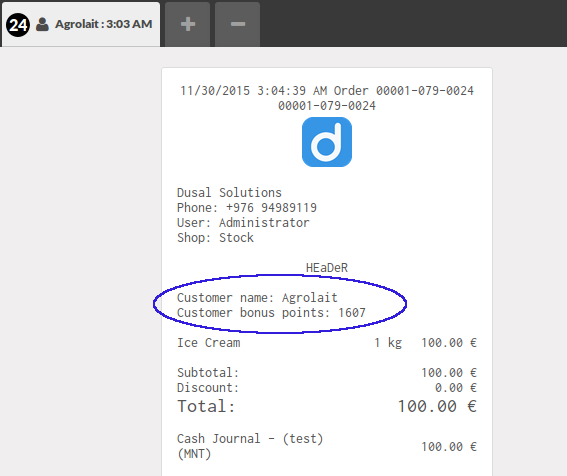 24 Agrolait : 3:03 AM + −
11/30/2015 3:04:39 AM Order 00001-079-0024
00001-079-0024
d
Dusal Solutions
Phone: +976 94989119
User: Administrator
Shop: Stock
HEaDeR
Customer name: Agrolait
Customer bonus points: 1607
Ice Cream 1 kg 100.00 €
Subtotal: 100.00 €
Discount: 0.00 €
Total: 100.00 €
Cash Journal - (test)
(MNT) 100.00 €